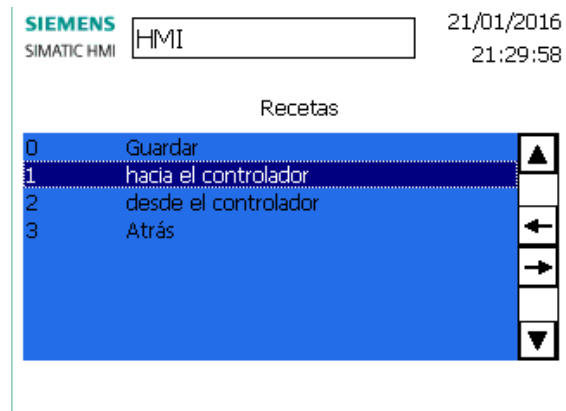 SIEMENS
SIMATIC HMI
HMI
21/01/2016
21:29:58
Recetas
0 Guardar
1 hacia el controlador
2 desde el controlador
3 Atrás